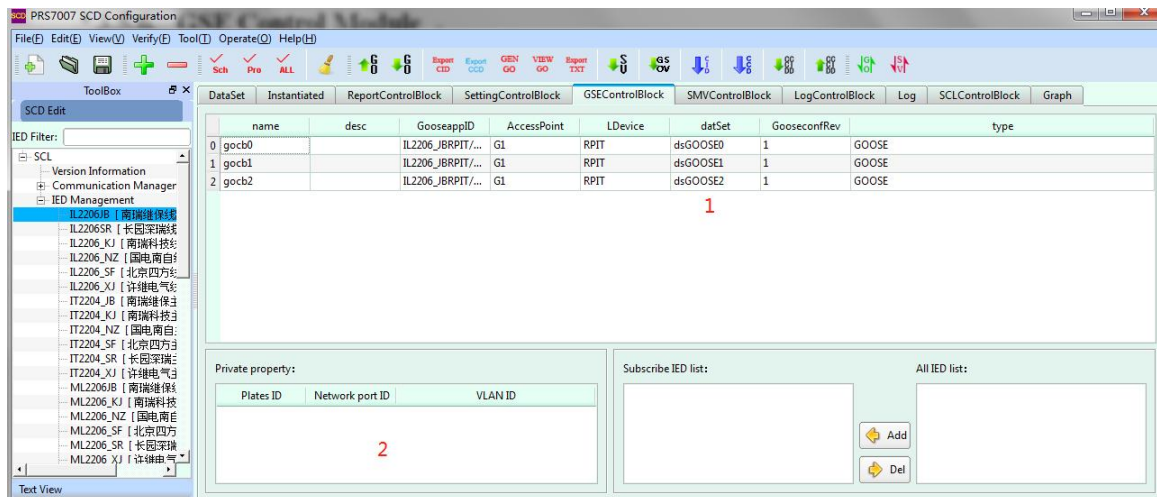 GSE Control Module
PRS7007 SCD Configuration
File(F) Edit(E) View(V) Verify(F) Tool(T) Operate(O) Help(H)
Sch Pro ALL G G Export CID Export CCD GEN GO VIEW GO Export TXT
ToolBox
SCD Edit
IED Filter:
SCL
Version Information
Communication Manager
IED Management
IL2206JB [南瑞继保线
IL2206SR [长园深瑞线
IL2206_KJ [南瑞科技线
IL2206_NZ [国电南自线
IL2206_SF [北京四方线
IL2206_XJ [许继电气线
IT2204_JB [南瑞继保主
IT2204_KJ [南瑞科技主
IT2204_NZ [国电南自
IT2204_SF [北京四方主
IT2204_SR [长园深瑞主
IT2204_XJ [许继电气主
ML2206JB [南瑞继保线
ML2206_KJ [南瑞科技
ML2206_NZ [国电南自
ML2206_SF [北京四方
ML2206_SR [长园深瑞
ML2206_XJ [许继电气
Text View
DataSet Instantiated ReportControlBlock SettingControlBlock GSEControlBlock SMVControlBlock LogControlBlock Log SCLControlBlock Graph
name desc GooseappID AccessPoint LDevice datSet GooseconfRev type
0 gocb0 IL2206_JBRPIT/... G1 RPIT dsGOOSE0 1 GOOSE
1 gocb1 IL2206_JBRPIT/... G1 RPIT dsGOOSE1 1 GOOSE
2 gocb2 IL2206_JBRPIT/... G1 RPIT dsGOOSE2 1 GOOSE
1
Private property:
Plates ID Network port ID VLAN ID
2
Subscribe IED list:
All IED list:
Add
Del